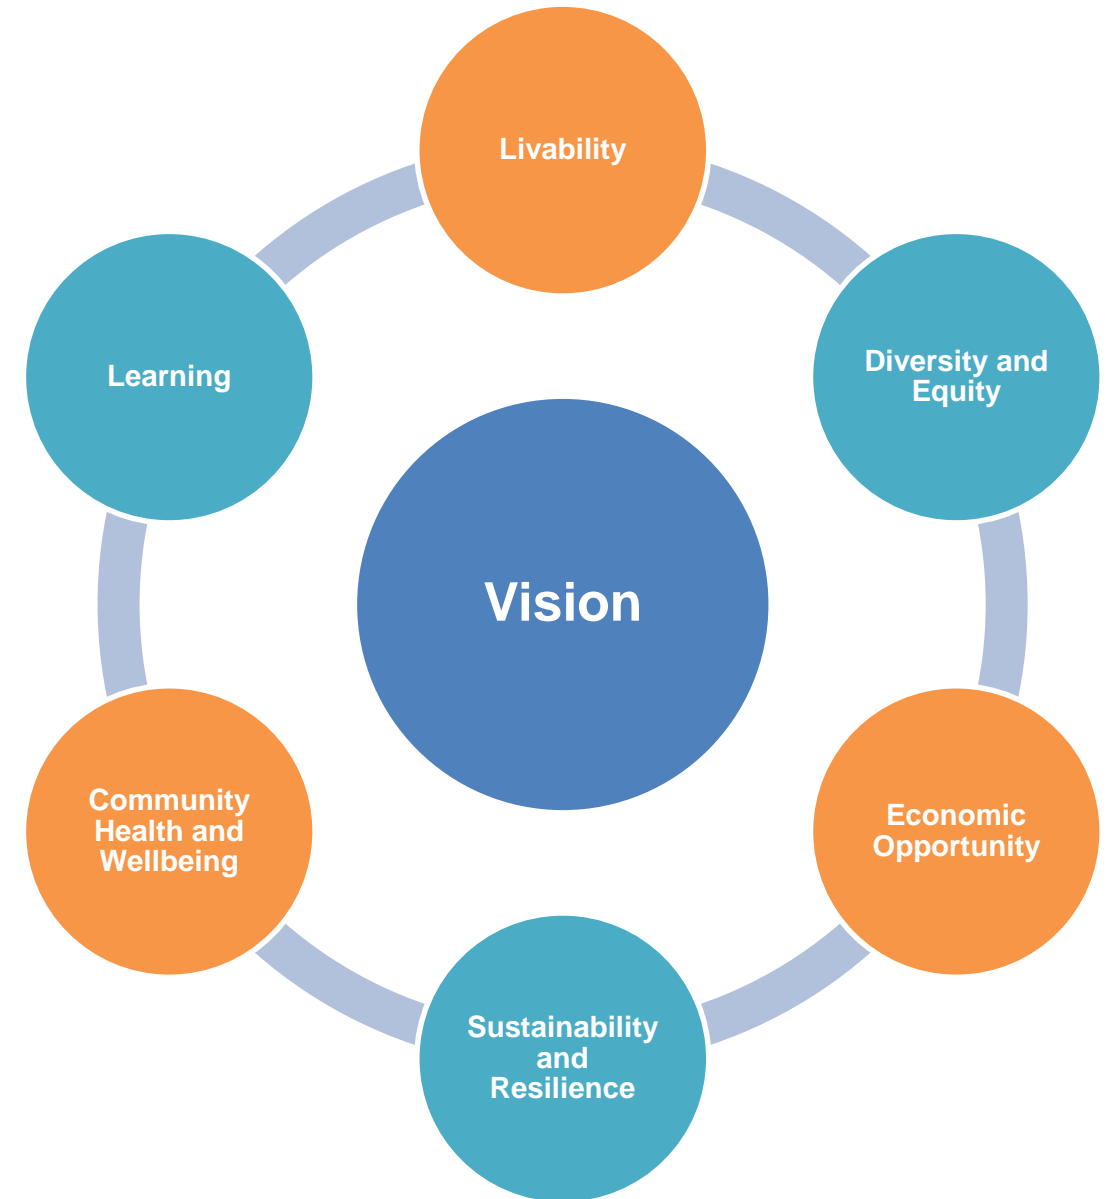 Livability
Diversity and
Equity
Economic
Opportunity
Sustainability
and
Resilience
Community
Health and
Wellbeing
Learning
Vision